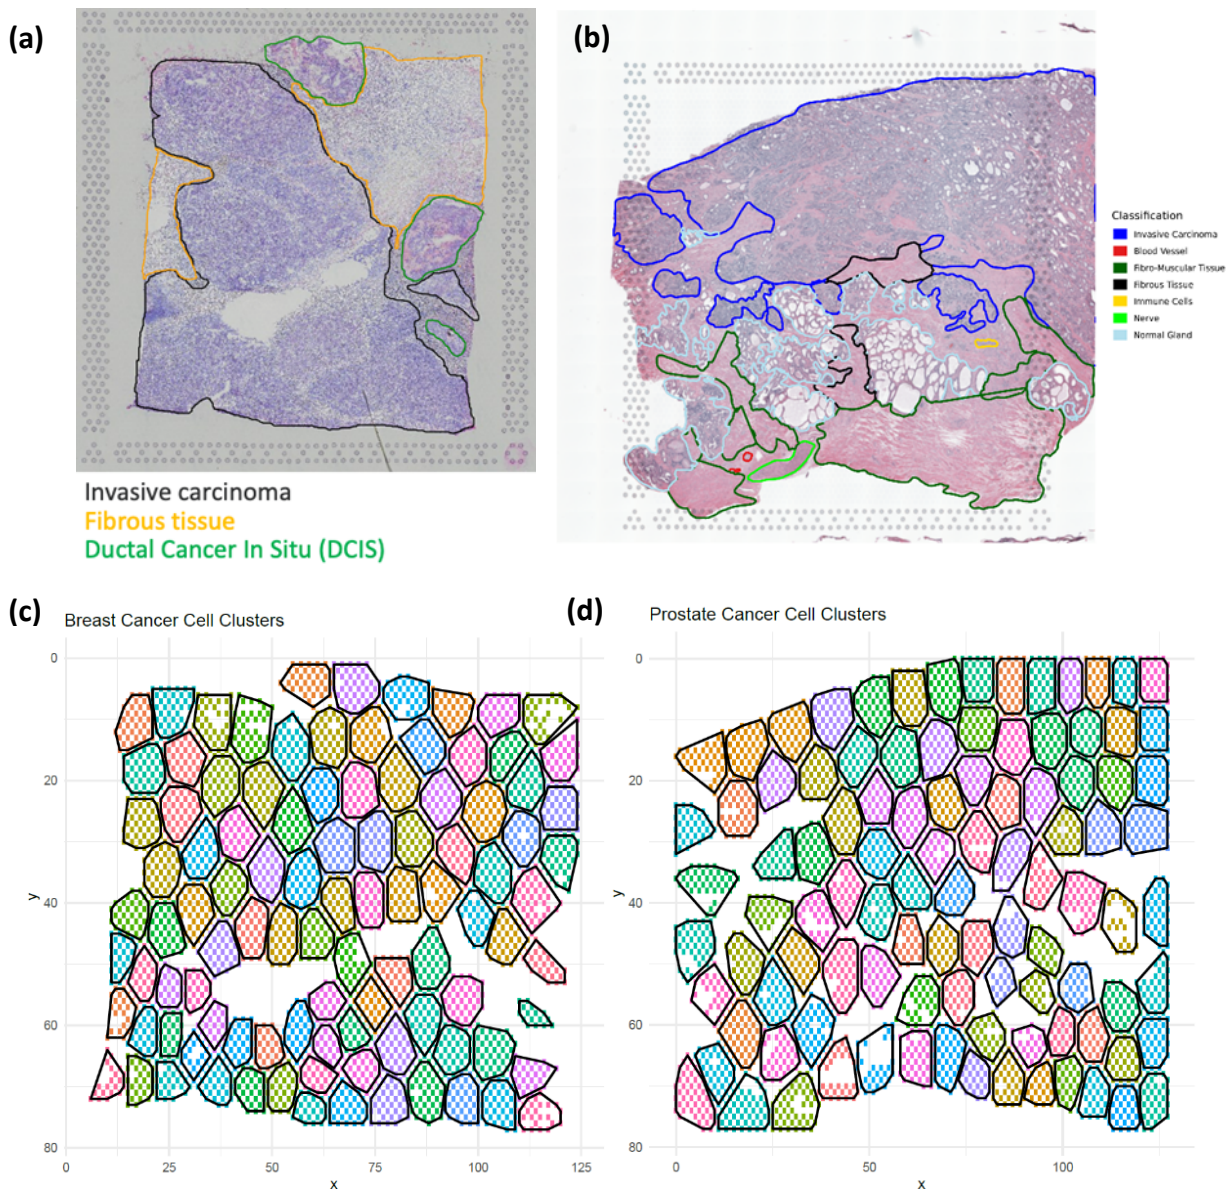 (a)
(b)
Classification
Invasive Carcinoma
Blood Vessel
Fibro-Muscular Tissue
Fibrous Tissue
Immune Cells
Nerve
Normal Gland
Invasive carcinoma
Fibrous tissue
Ductal Cancer In Situ (DCIS)
(c)
Breast Cancer Cell Clusters
0
20
40
60
80
y
0
25
50
75
100
125
x
(d)
Prostate Cancer Cell Clusters
0
20
40
60
80
y
0
50
100
x